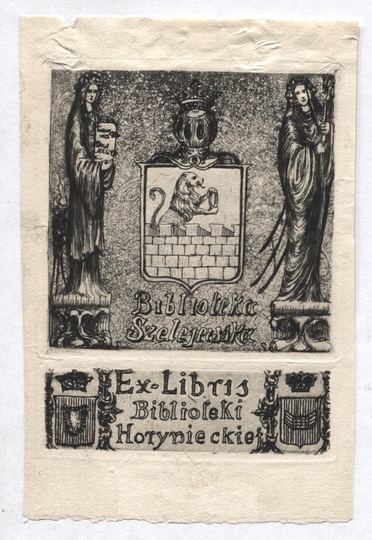 Biblioteka
Szelejewska
Ex-Libris
Biblioteki
Horynieckiej